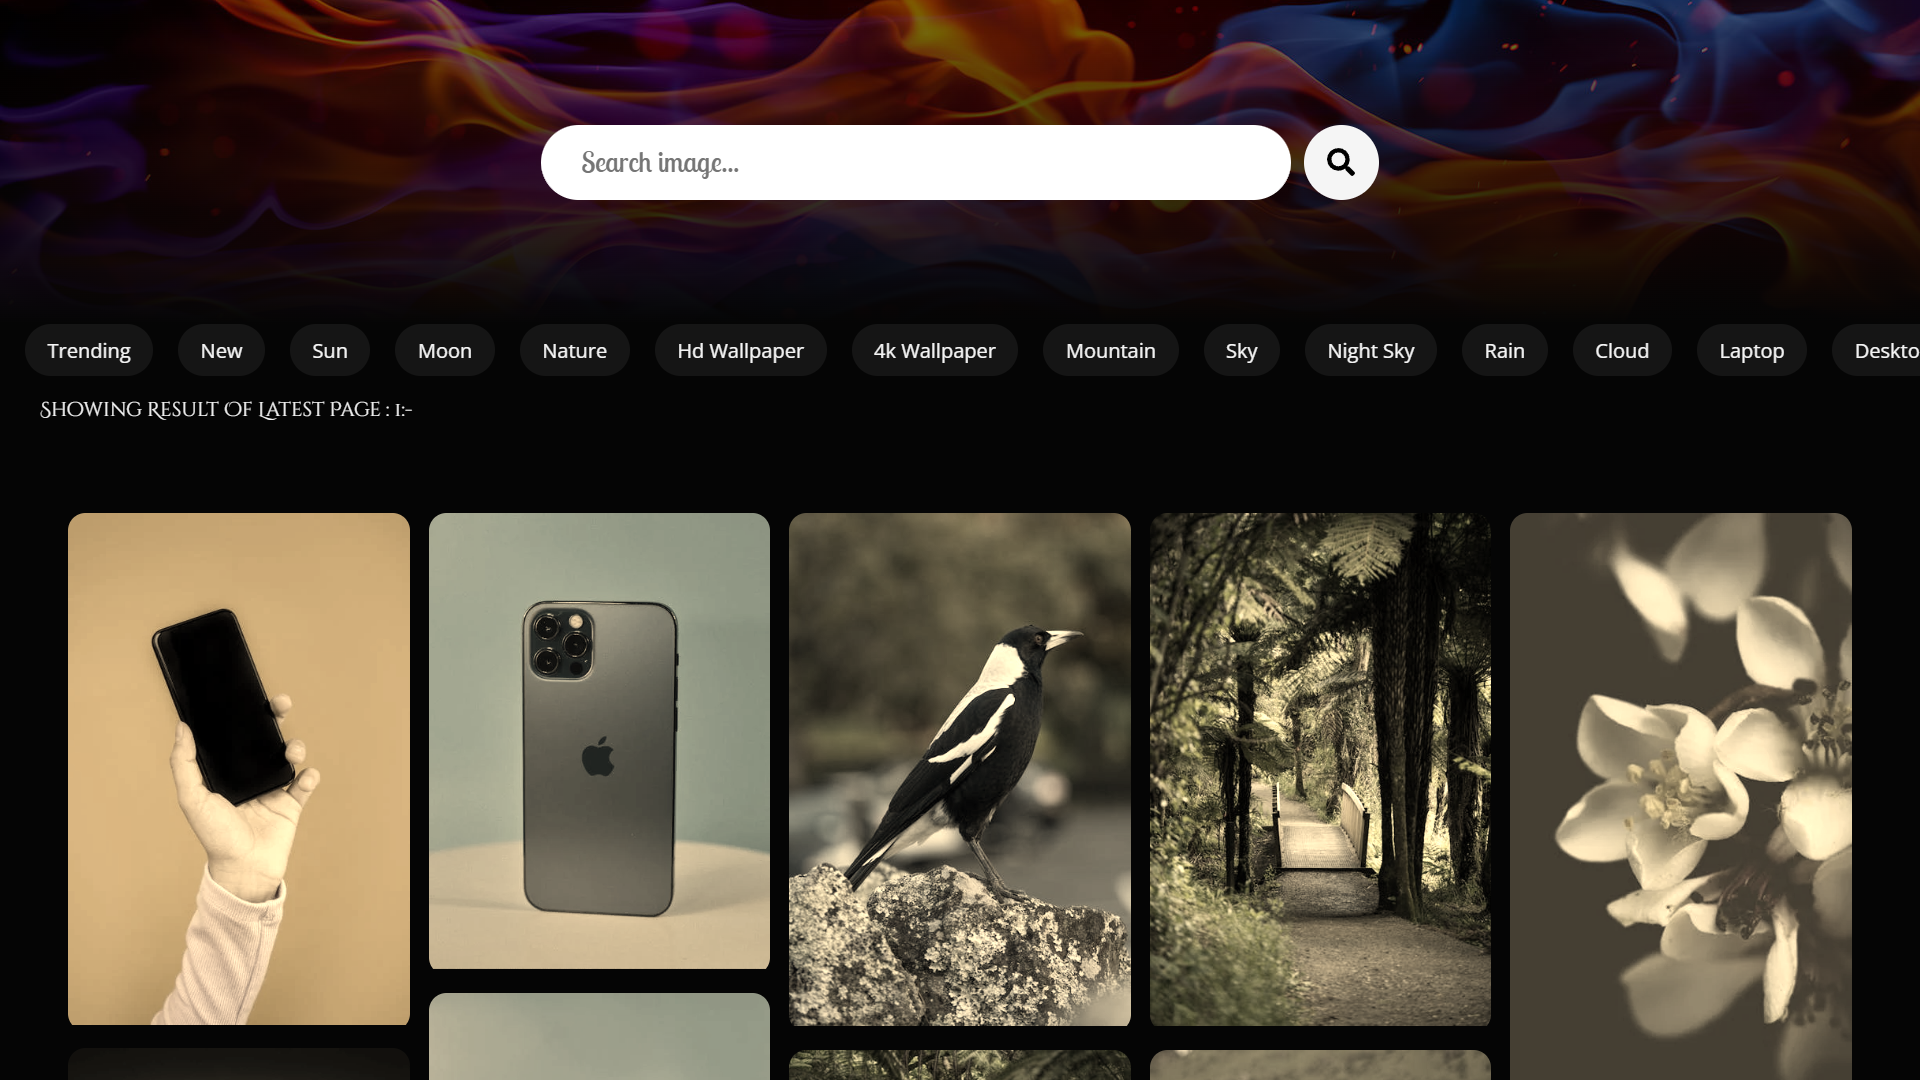 Search image...
Trending New Sun Moon Nature Hd Wallpaper 4k Wallpaper Mountain Sky Night Sky Rain Cloud Laptop Deskto
Showing Result Of Latest Page : 1:-